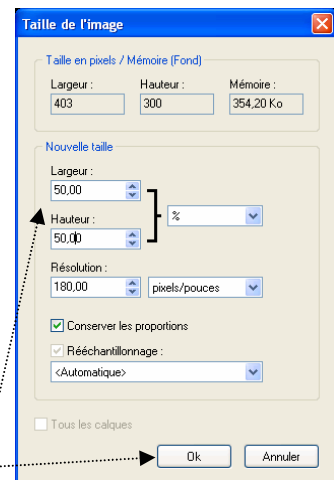 Taille de l'image
Taille en pixels / Mémoire (Fond)
Largeur : Hauteur : Mémoire :
403 300 354,20 Ko
Nouvelle taille
Largeur :
50,00
%
Hauteur :
50,00
Résolution :
180,00 pixels/pouces
Conserver les proportions
Rééchantillonnage :
<Automatique>
Tous les calques
Ok Annuler